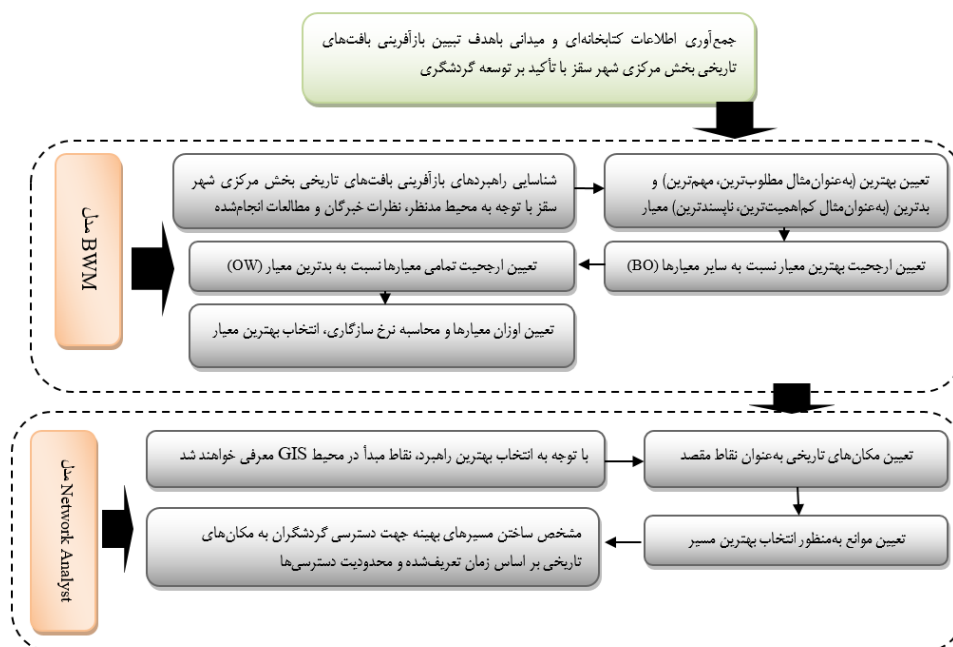 جمع‌آوری اطلاعات کتابخانه‌ای و میدانی باهدف تبیین بازآفرینی بافت‌های
تاریخی بخش مرکزی شهر سقز با تأکید بر توسعه گردشگری
مدل BWM
شناسایی راهبردهای بازآفرینی بافت‌های تاریخی بخش مرکزی شهر
سقز با توجه به محیط مدنظر، نظرات خبرگان و مطالعات انجام‌شده
تعیین بهترین (به‌عنوان‌مثال مطلوب‌ترین، مهم‌ترین) و
بدترین (به‌عنوان‌مثال کم‌اهمیت‌ترین، ناپسندترین) معیار
تعیین ارجحیت بهترین معیار نسبت به سایر معیارها (BO)
تعیین ارجحیت تمامی معیارها نسبت به بدترین معیار (OW)
تعیین اوزان معیارها و محاسبه نرخ سازگاری، انتخاب بهترین معیار
مدل Network Analyst
با توجه به انتخاب بهترین راهبرد، نقاط مبدأ در محیط GIS معرفی خواهند شد
تعیین مکان‌های تاریخی به‌عنوان نقاط مقصد
تعیین موانع به‌منظور انتخاب بهترین مسیر
مشخص ساختن مسیرهای بهینه جهت دسترسی گردشگران به مکان‌های
تاریخی بر اساس زمان تعریف‌شده و محدودیت دسترسی‌ها